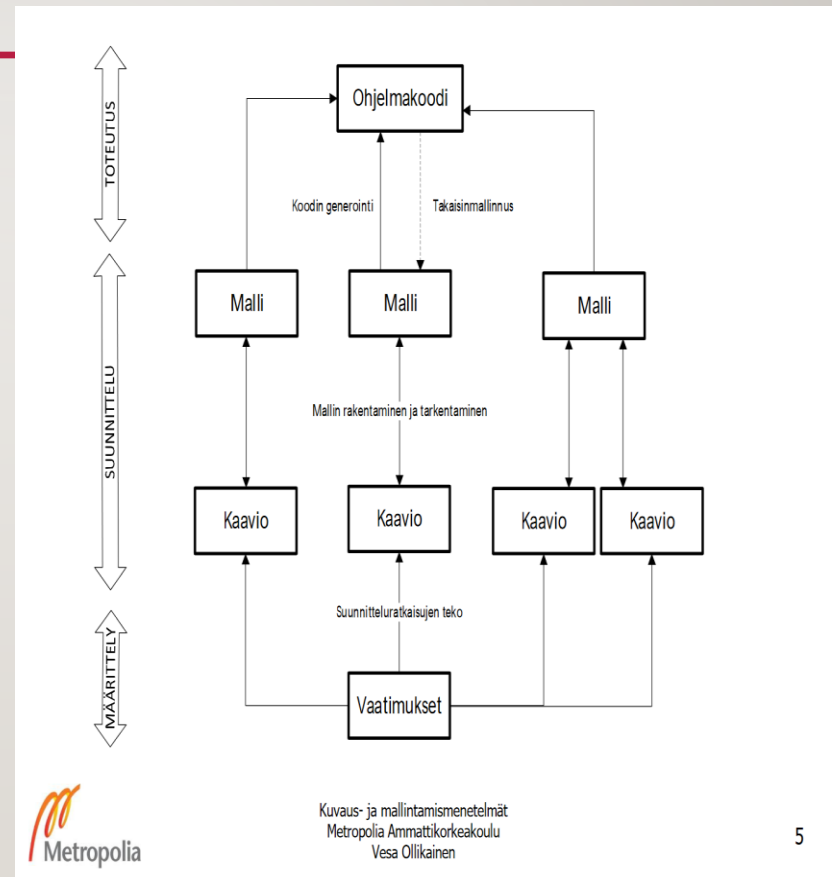 TOTEUTUS
Ohjelmakoodi
Koodin generointi
Takaisinmallinnus
SUUNNITTELU
Malli
Malli
Malli
Mallin rakentaminen ja tarkentaminen
Kaavio
Kaavio
Kaavio
Kaavio
MÄÄRITTELY
Suunnitteluratkaisujen teko
Vaatimukset
Metropolia
Kuvaus- ja mallintamismenetelmät
Metropolia Ammattikorkeakoulu
Vesa Ollikainen
5